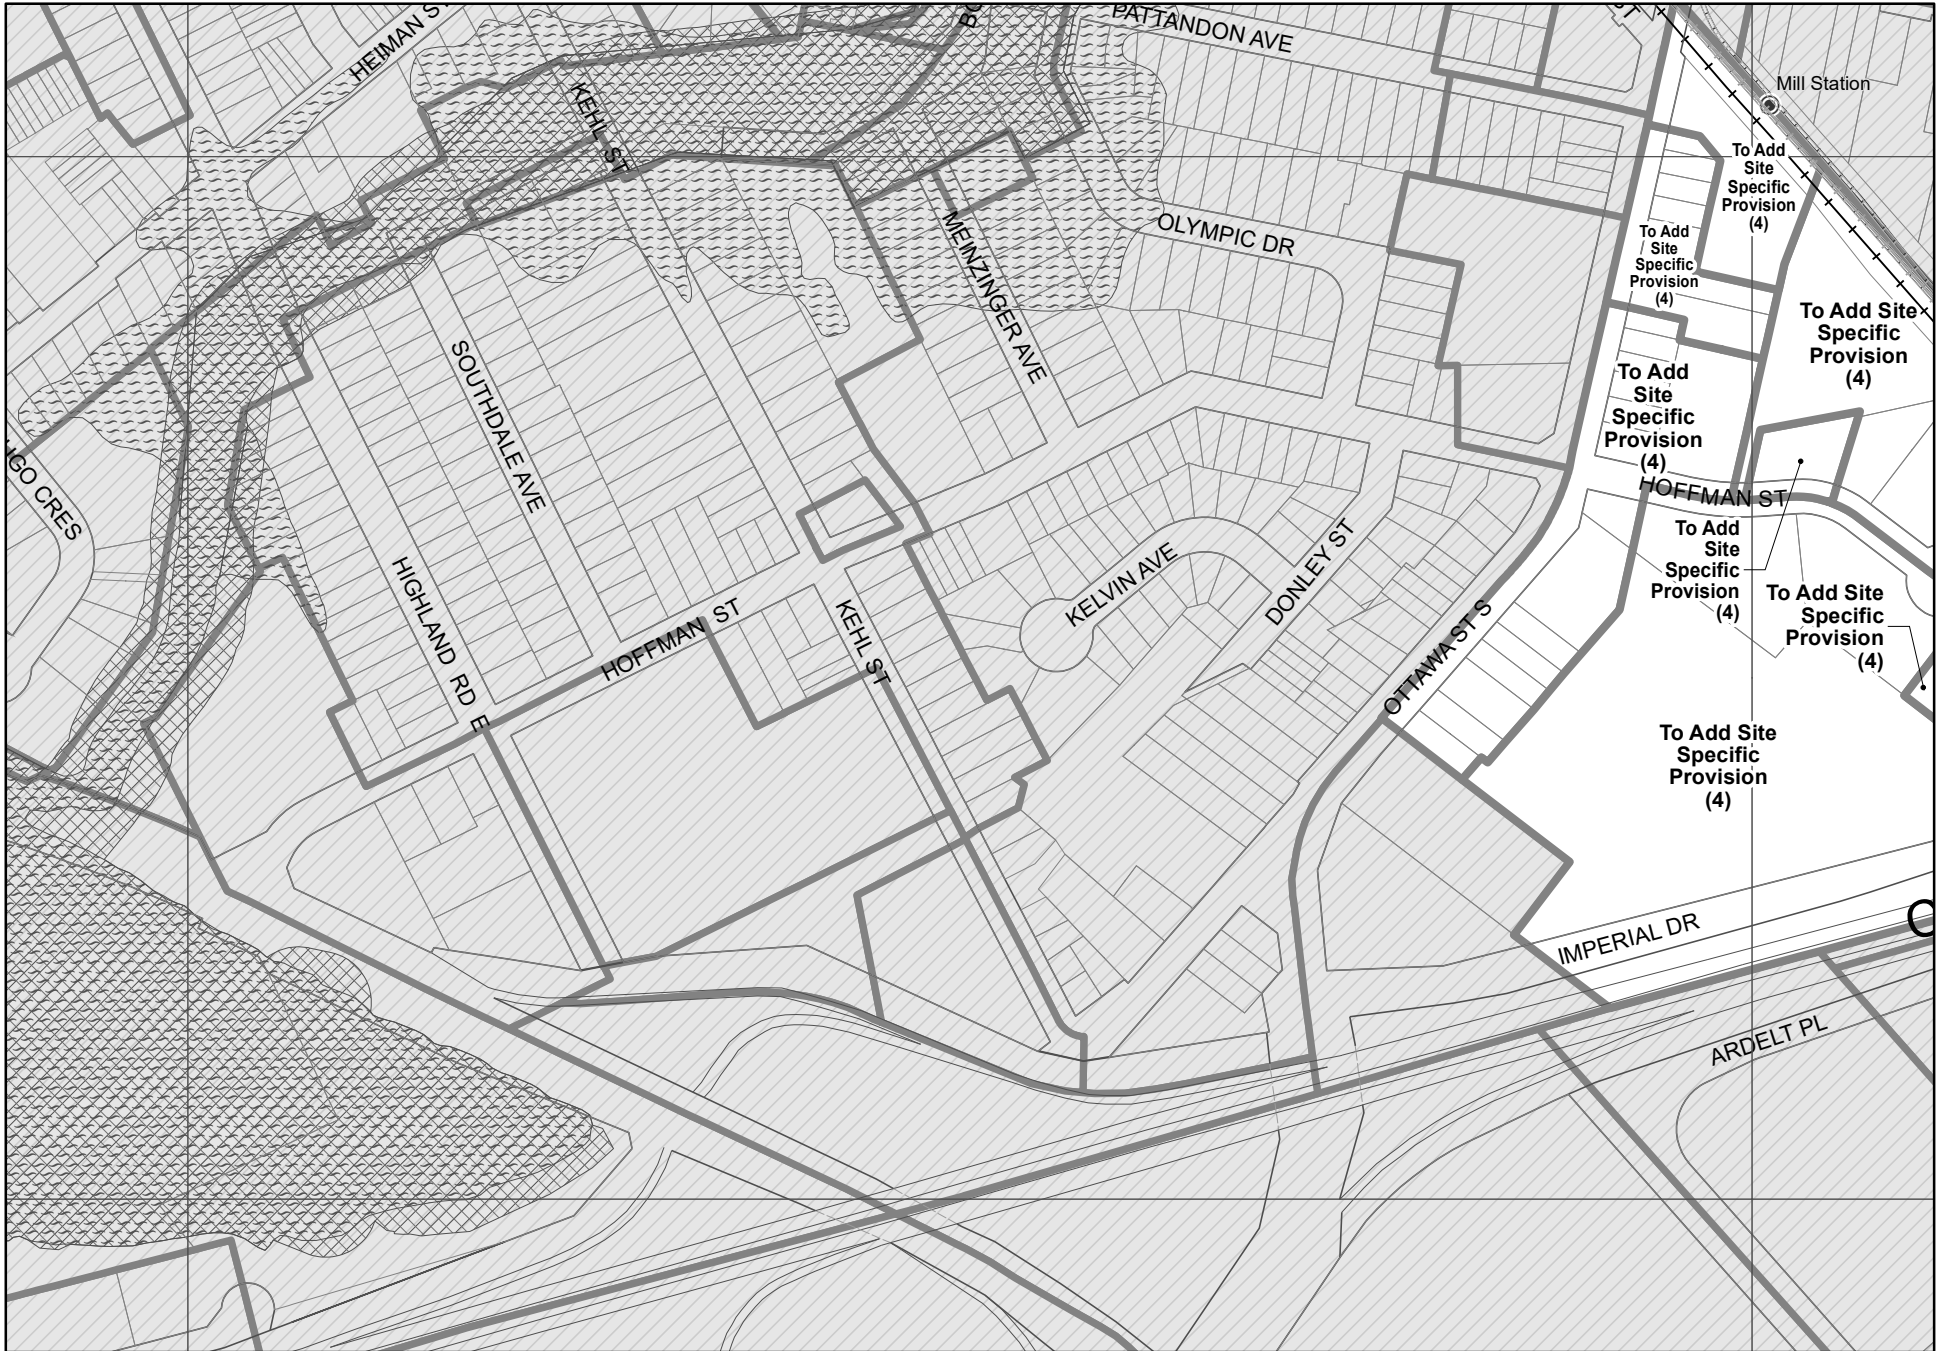 HEIMAN ST
PATTANDON AVE
ST
Mill Station
KEHL ST
To Add
Site
Specific
Provision
(4)
OLYMPIC DR
MEINZINGER AVE
To Add
Site
Specific
Provision
(4)
To Add Site
Specific
Provision
(4)
SOUTHDALE AVE
To Add
Site
Specific
Provision
(4)
CRES
HOFFMAN ST
To Add
Site
Specific
Provision
(4)
HIGHLAND RD E
KELVIN AVE
DONLEY ST
To Add Site
Specific
Provision
(4)
HOFFMAN ST
KEHL ST
OTTAWA ST S
To Add Site
Specific
Provision
(4)
IMPERIAL DR
ARDELT PL